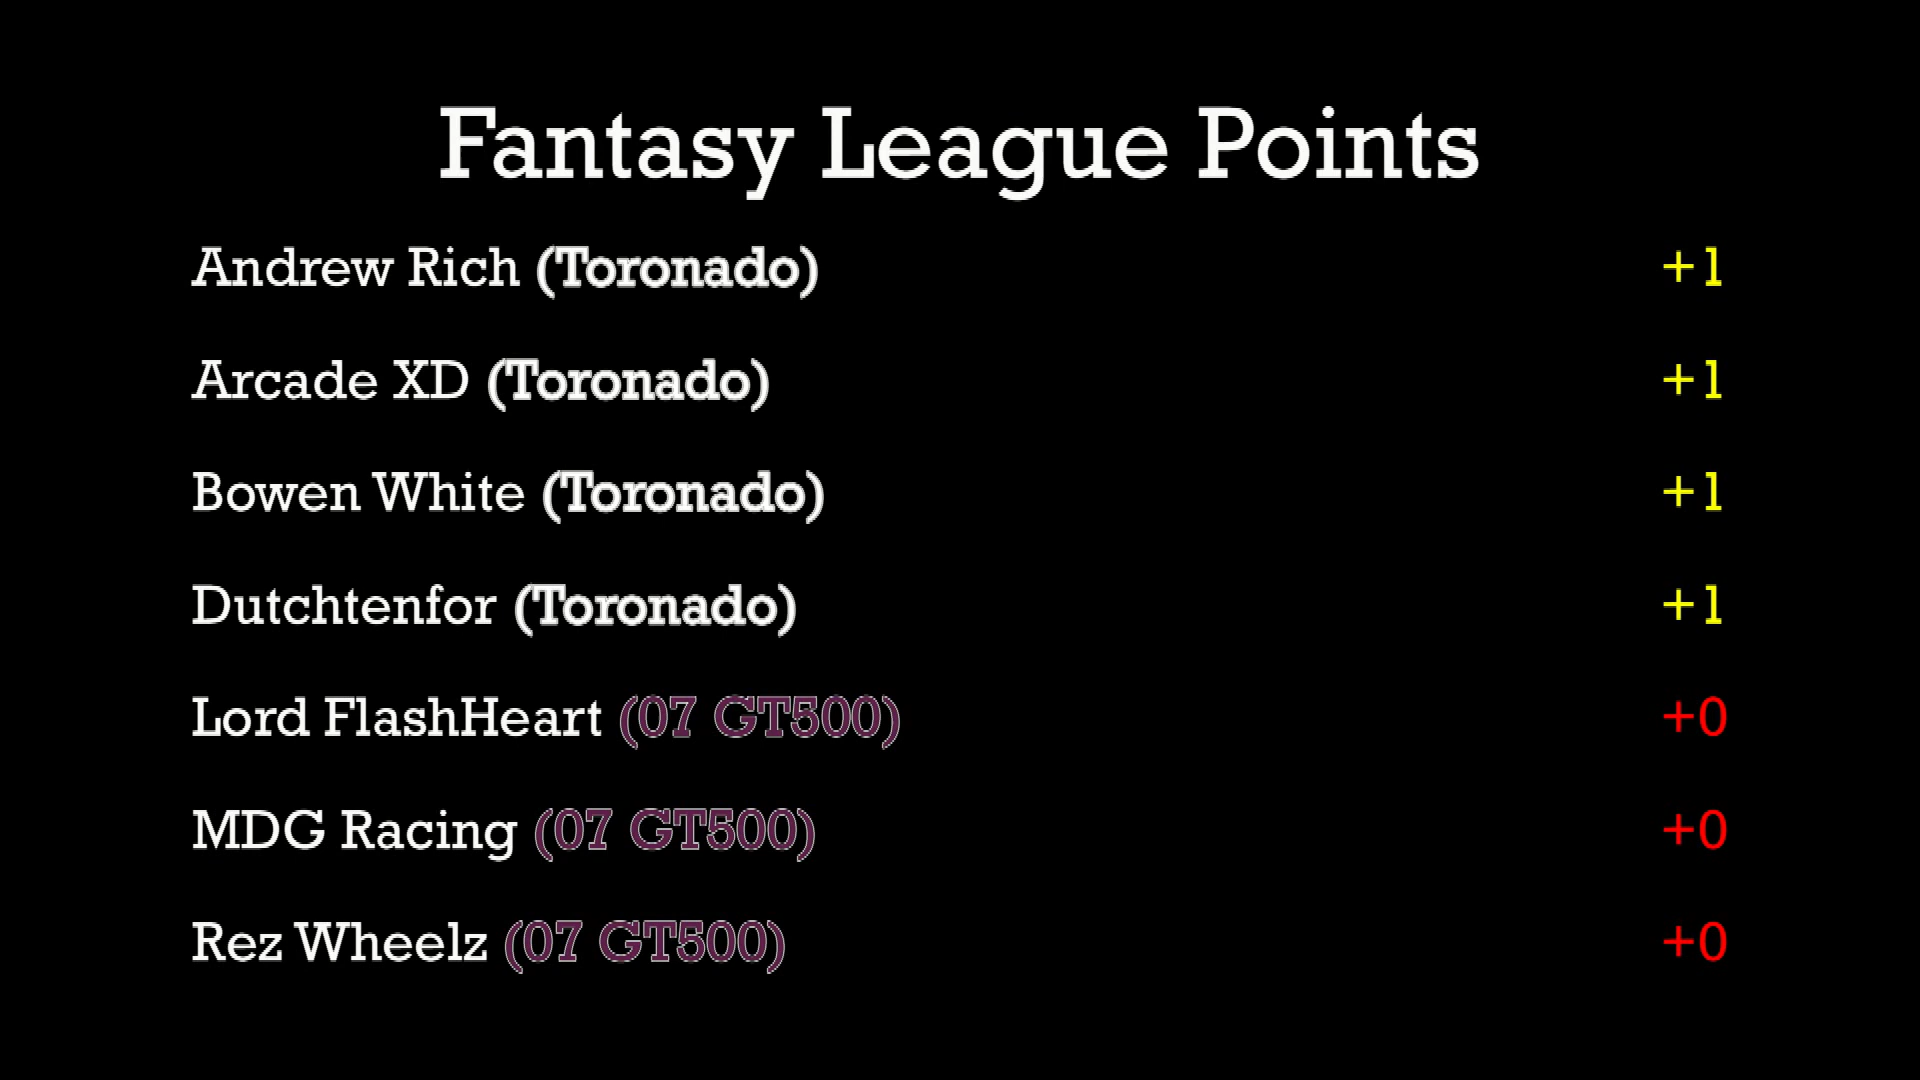 Fantasy League Points
Andrew Rich (Toronado) +1
Arcade XD (Toronado) +1
Bowen White (Toronado) +1
Dutchtenfor (Toronado) +1
Lord FlashHeart (07 GT500) +0
MDG Racing (07 GT500) +0
Rez Wheelz (07 GT500) +0